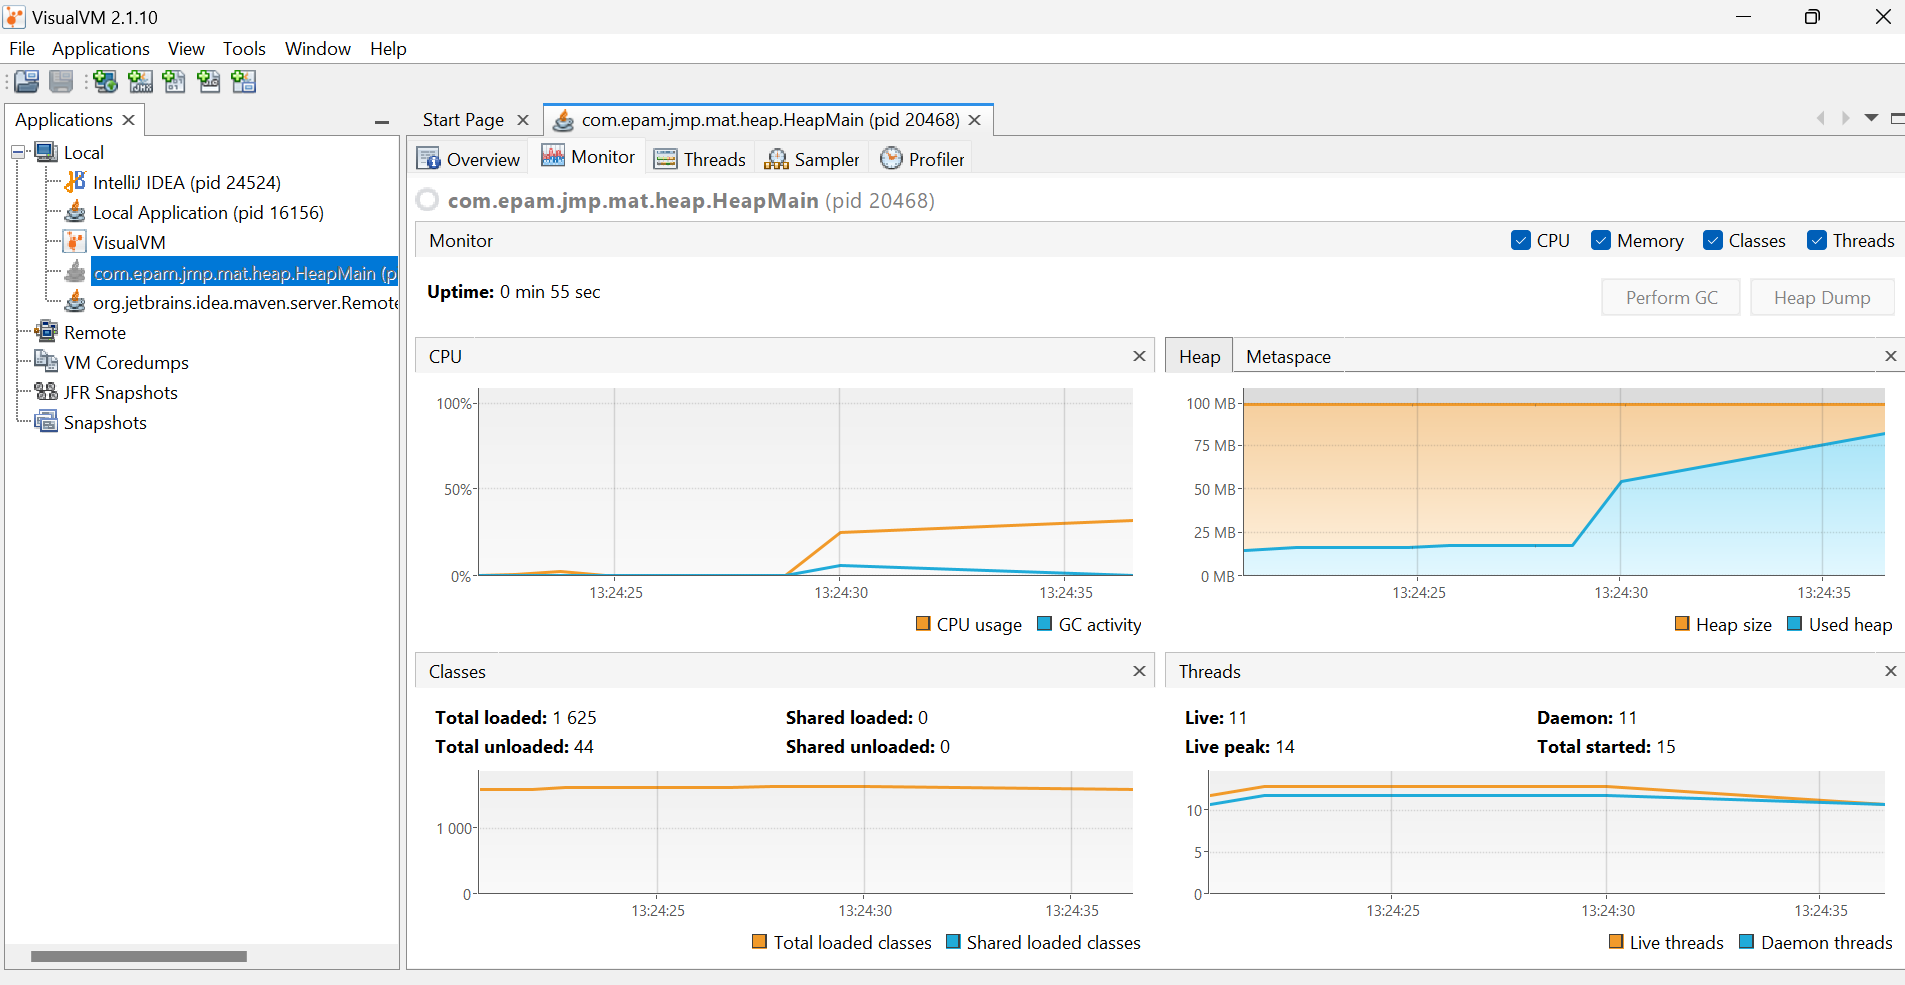 VisualVM 2.1.10
File Applications View Tools Window Help
Applications
Local
IntelliJ IDEA (pid 24524)
Local Application (pid 16156)
VisualVM
com.epam.jmp.mat.heap.HeapMain (p
org.jetbrains.idea.maven.server.Remote
Remote
VM Coredumps
JFR Snapshots
Snapshots
Start Page com.epam.jmp.mat.heap.HeapMain (pid 20468)
Overview Monitor Threads Sampler Profiler
com.epam.jmp.mat.heap.HeapMain (pid 20468)
Monitor CPU Memory Classes Threads
Uptime: 0 min 55 sec
Perform GC Heap Dump
CPU
100%
50%
0%
13:24:25 13:24:30 13:24:35
CPU usage GC activity
Heap Metaspace
100 MB
75 MB
50 MB
25 MB
0 MB
13:24:25 13:24:30 13:24:35
Heap size Used heap
Classes
Total loaded: 1 625 Shared loaded: 0
Total unloaded: 44 Shared unloaded: 0
1 000
0
13:24:25 13:24:30 13:24:35
Total loaded classes Shared loaded classes
Threads
Live: 11 Daemon: 11
Live peak: 14 Total started: 15
10
5
0
13:24:25 13:24:30 13:24:35
Live threads Daemon threads